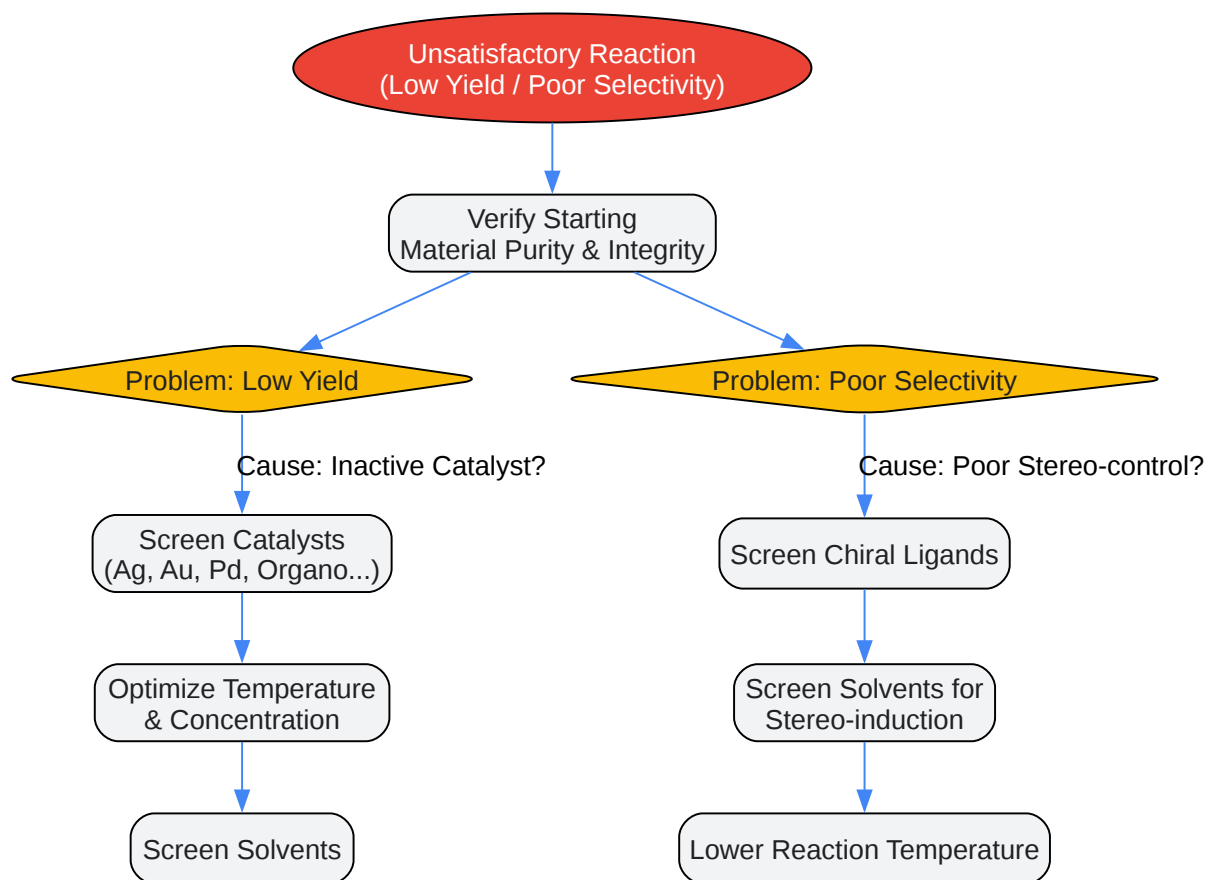 Unsatisfactory Reaction
(Low Yield / Poor Selectivity)
Verify Starting
Material Purity & Integrity
Problem: Low Yield
Problem: Poor Selectivity
Cause: Inactive Catalyst?
Cause: Poor Stereo-control?
Screen Catalysts
(Ag, Au, Pd, Organo...)
Screen Chiral Ligands
Optimize Temperature
& Concentration
Screen Solvents for
Stereo-induction
Screen Solvents
Lower Reaction Temperature